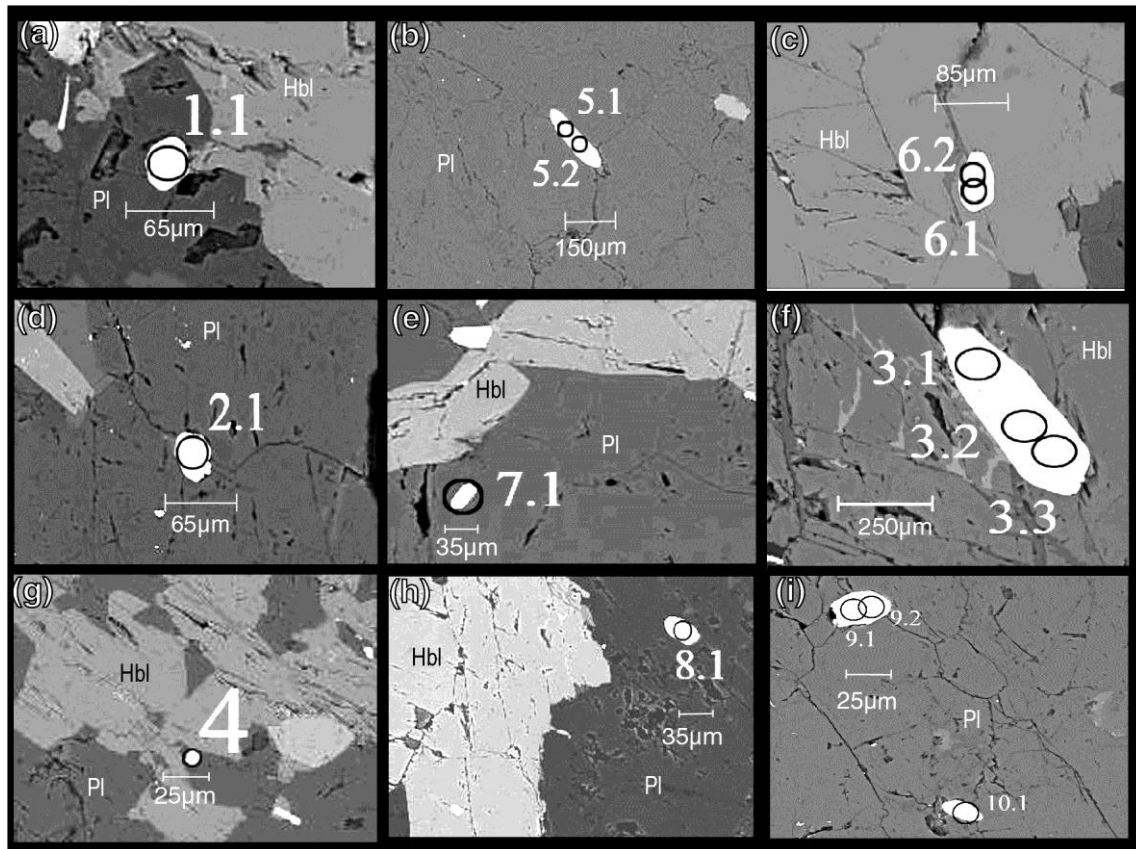 (a)
Hbl
1.1
Pl
65µm
(b)
5.1
Pl
5.2
150µm
(c)
85µm
Hbl
6.2
6.1
(d)
Pl
2.1
65µm
(e)
Hbl
Pl
7.1
35µm
(f)
Hbl
3.1
3.2
250µm
3.3
(g)
Hbl
4
Pl
25µm
(h)
Hbl
8.1
35µm
Pl
(i)
9.2
9.1
25µm
Pl
10.1